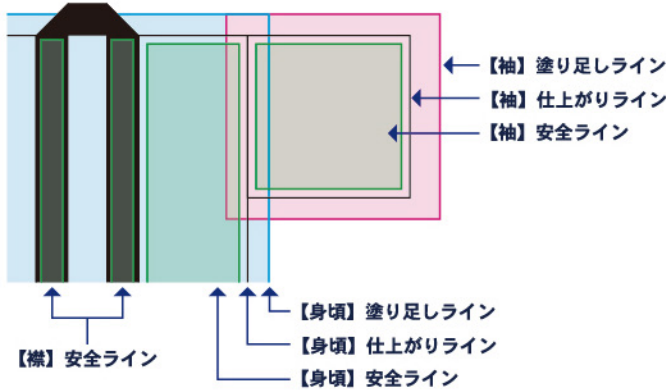 【袖】塗り足しライン
【袖】仕上がりライン
【袖】安全ライン
【身頃】塗り足しライン
【身頃】仕上がりライン
【襟】安全ライン
【身頃】安全ライン